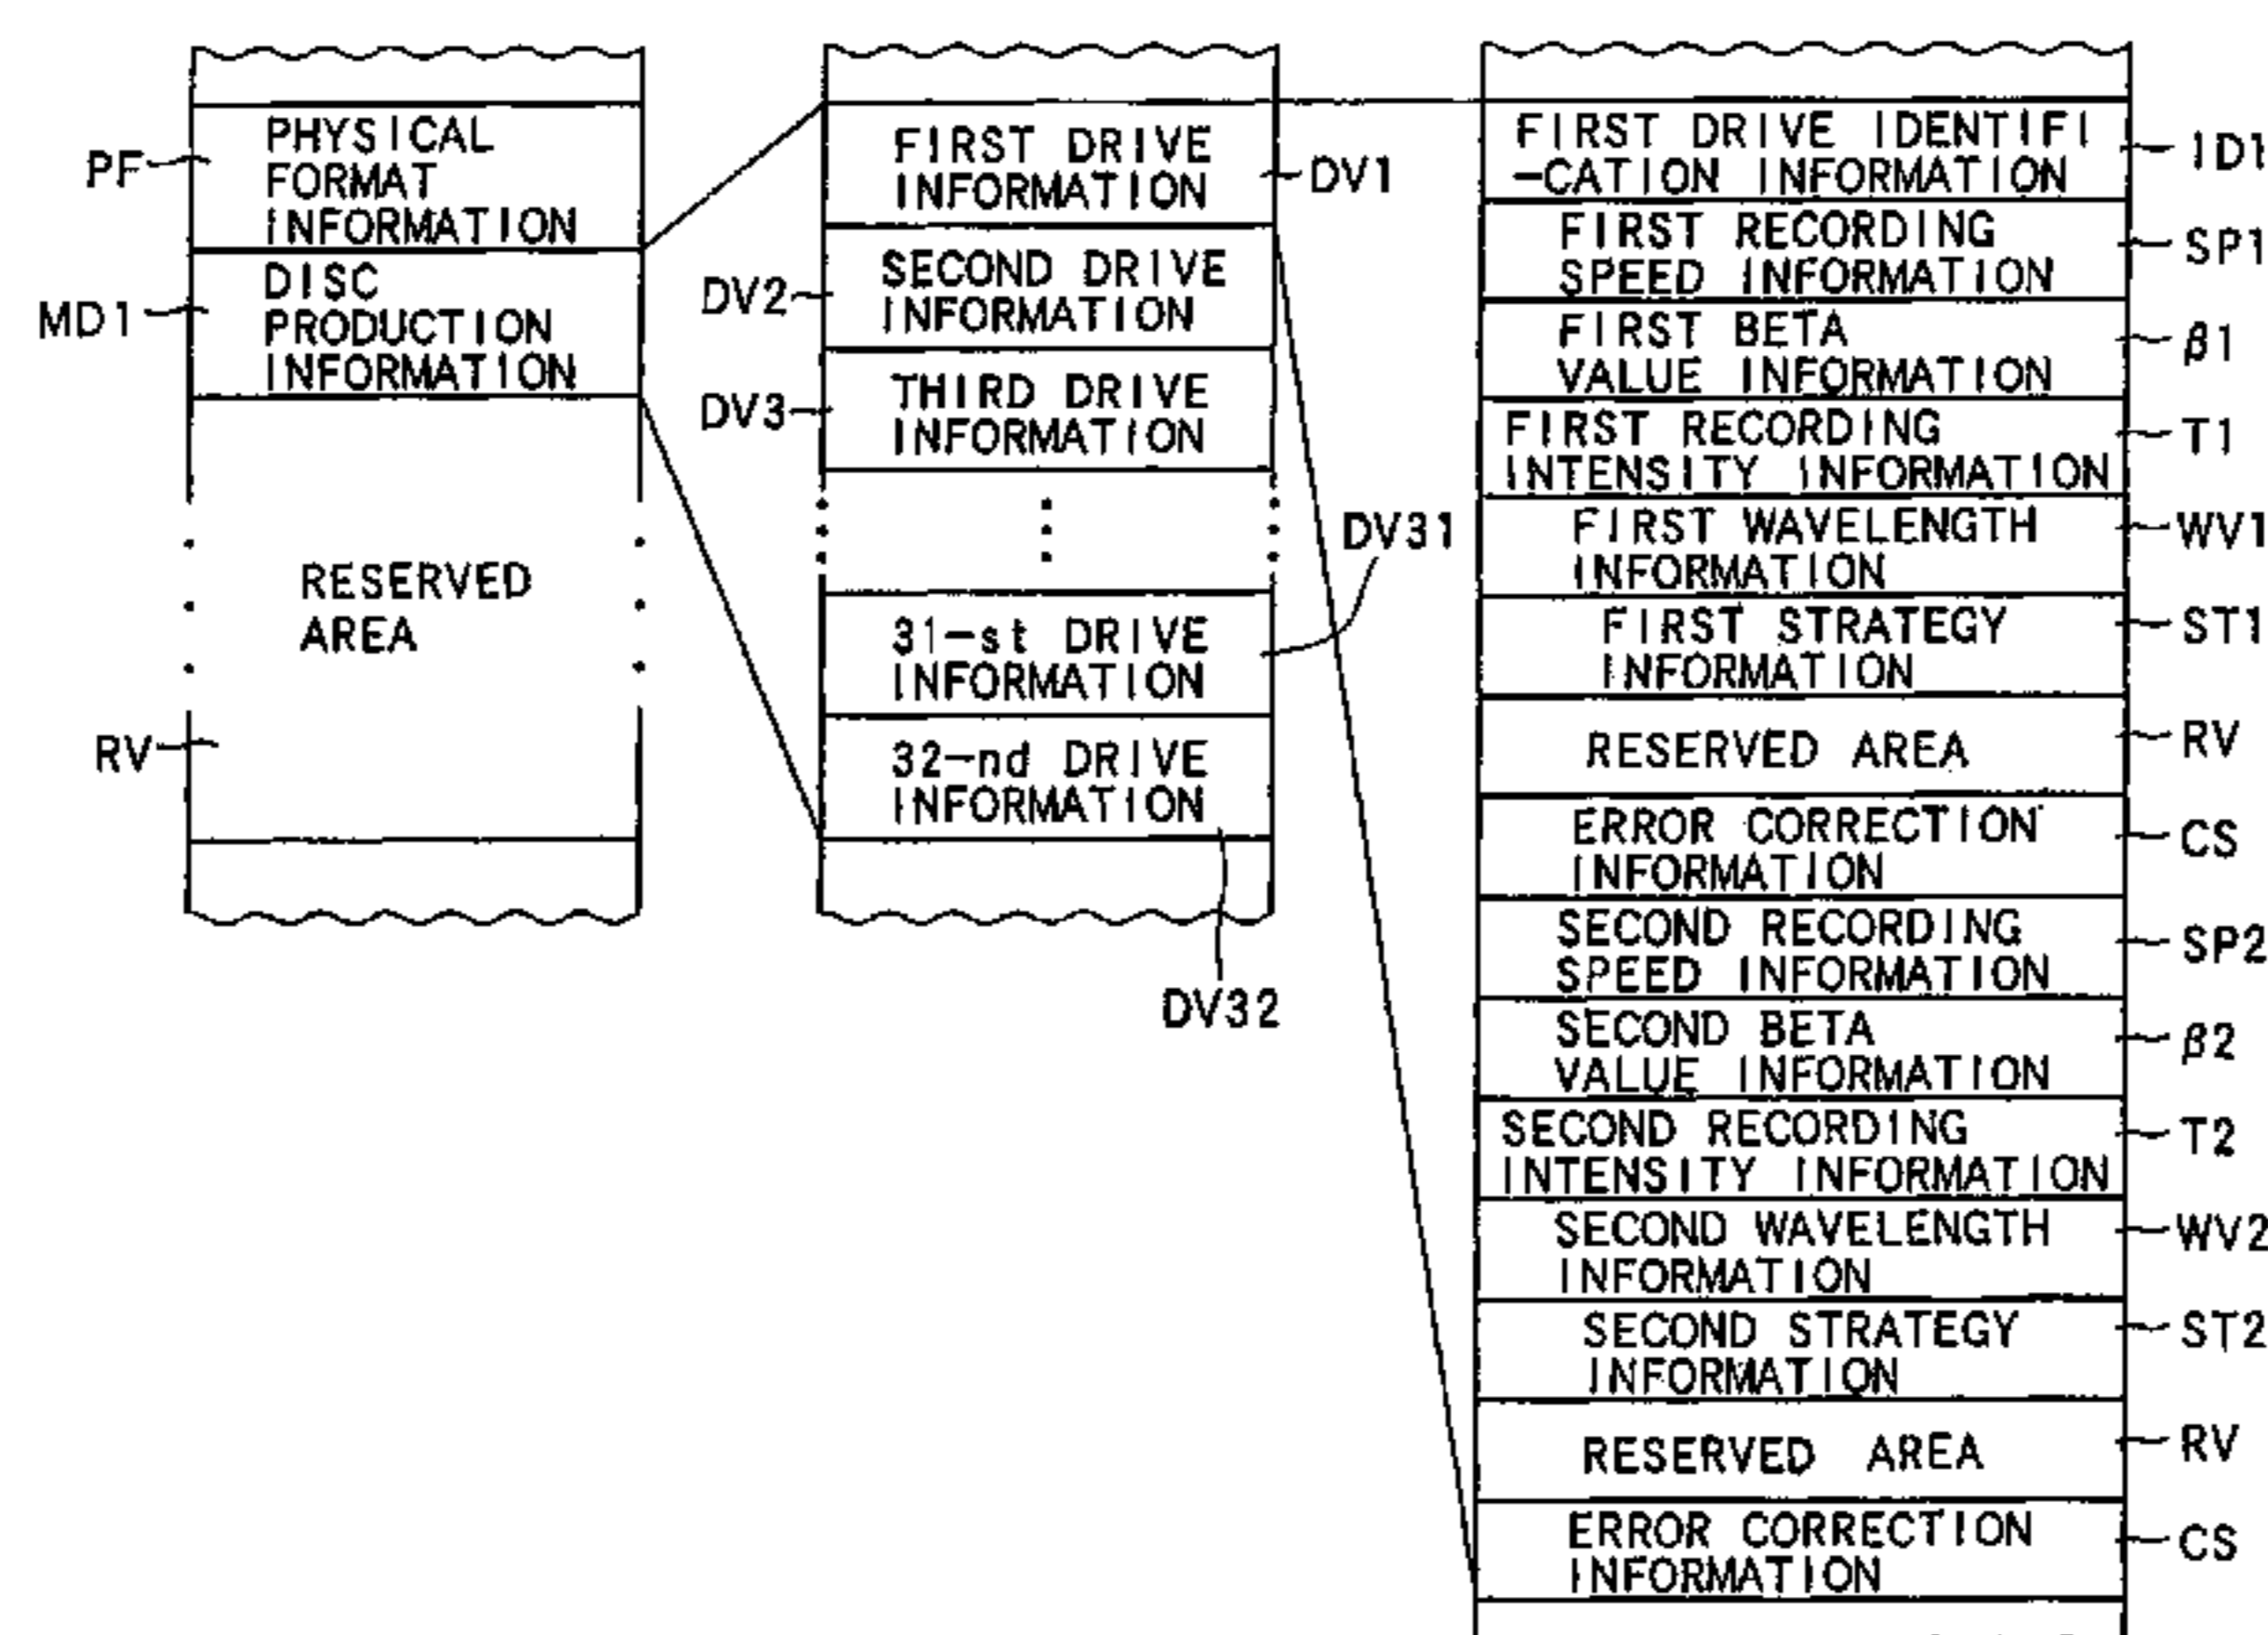 PF
PHYSICAL
FORMAT
INFORMATION
MD1
DISC
PRODUCTION
INFORMATION
RESERVED
AREA
RV
FIRST DRIVE
INFORMATION
DV1
DV2
SECOND DRIVE
INFORMATION
DV3
THIRD DRIVE
INFORMATION
DV31
31-st DRIVE
INFORMATION
32-nd DRIVE
INFORMATION
DV32
FIRST DRIVE IDENTIFI
-CATION INFORMATION
ID1
FIRST RECORDING
SPEED INFORMATION
SP1
FIRST BETA
VALUE INFORMATION
β1
FIRST RECORDING
INTENSITY INFORMATION
T1
FIRST WAVELENGTH
INFORMATION
WV1
FIRST STRATEGY
INFORMATION
ST1
RESERVED AREA
RV
ERROR CORRECTION
INFORMATION
CS
SECOND RECORDING
SPEED INFORMATION
SP2
SECOND BETA
VALUE INFORMATION
β2
SECOND RECORDING
INTENSITY INFORMATION
T2
SECOND WAVELENGTH
INFORMATION
WV2
SECOND STRATEGY
INFORMATION
ST2
RESERVED AREA
RV
ERROR CORRECTION
INFORMATION
CS